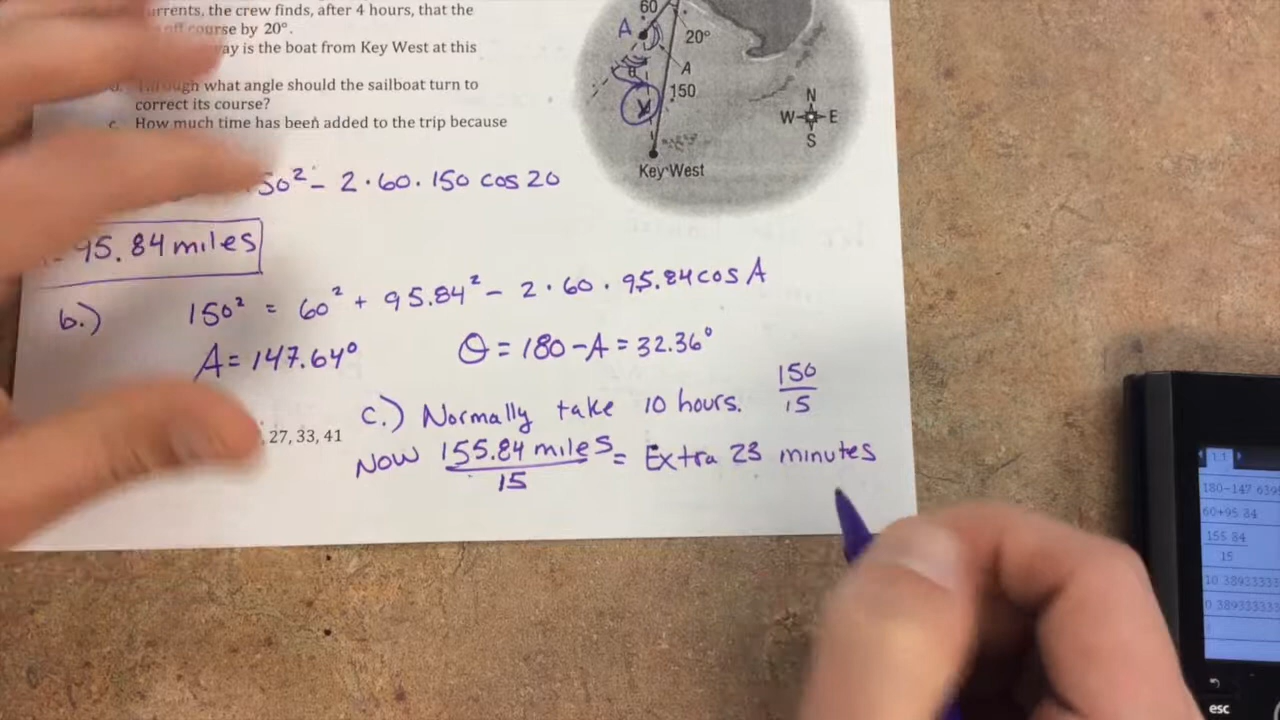 urrents, the crew finds, after 4 hours, that the
off course by 20°.
way is the boat from Key West at this
what angle should the sailboat turn to
correct its course?
c. How much time has been added to the trip because
50² - 2 · 60 · 150 cos 20
95.84 miles
b.) 150² = 60² + 95.84² - 2 · 60 · 95.84 cos A
A = 147.64° θ = 180 - A = 32.36°
c.) Normally take 10 hours. 150
15
Now 155.84 miles = Extra 23 minutes
15
27, 33, 41
60
A
20°
A
150
Key West
N
W E
S
1.1
180-147.639
60+95.84
155.84
15
10.38933333
0.389333333
esc